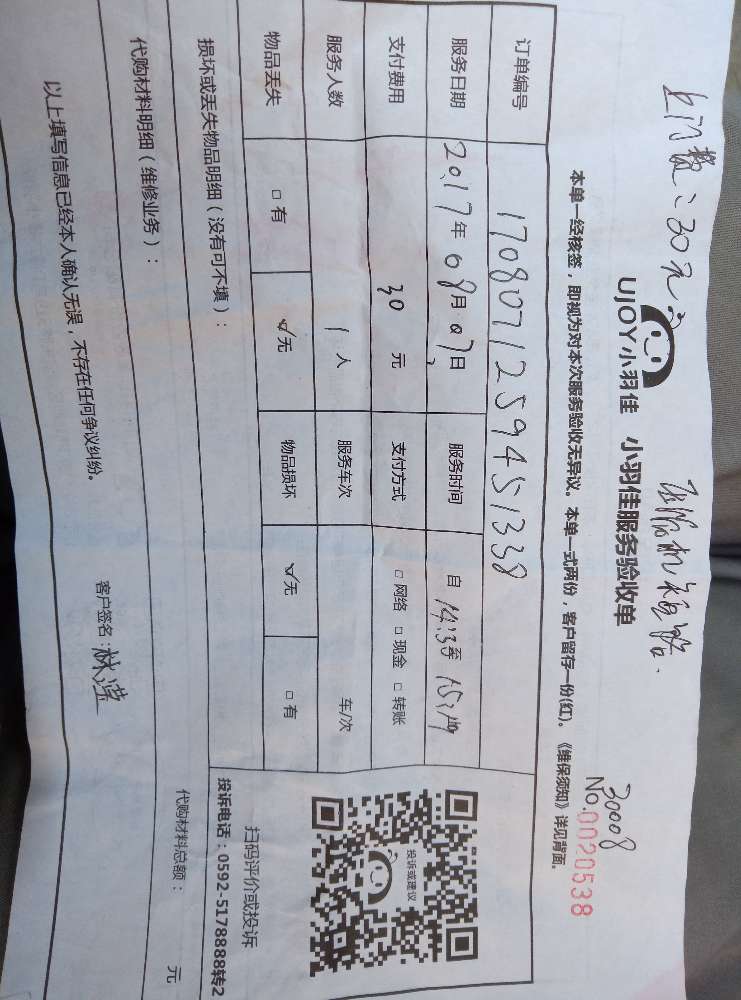 上门费:30元
UJOY小羽佳 小羽佳服务验收单
30008
No.0020538
本单一经核签，即视为对本次服务验收无异议。本单一式两份，客户留存一份(红)。《维保须知》详见背面。
订单编号 1708071259451338
服务日期 2017年08月07日 服务时间 自14:30至15:
支付费用 30元 支付方式 □网络 □现金 □转账
服务人数 1人 服务车次 车/次
物品丢失 □有 ☑无 物品损坏 ☑无 □有
损坏或丢失物品明细（没有可不填）：
代购材料明细（维修业务）：
代购材料总额： 元
以上填写信息已经本人确认无误，不存在任何争议纠纷。
客户签名:林滢
投诉或建议
扫码评价或投诉
投诉电话：0592-5178888转2